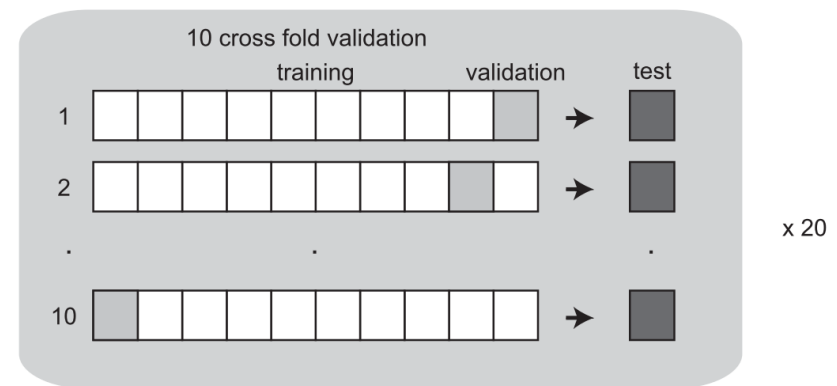 10 cross fold validation
training validation test
1
2
x 20
. . .
10